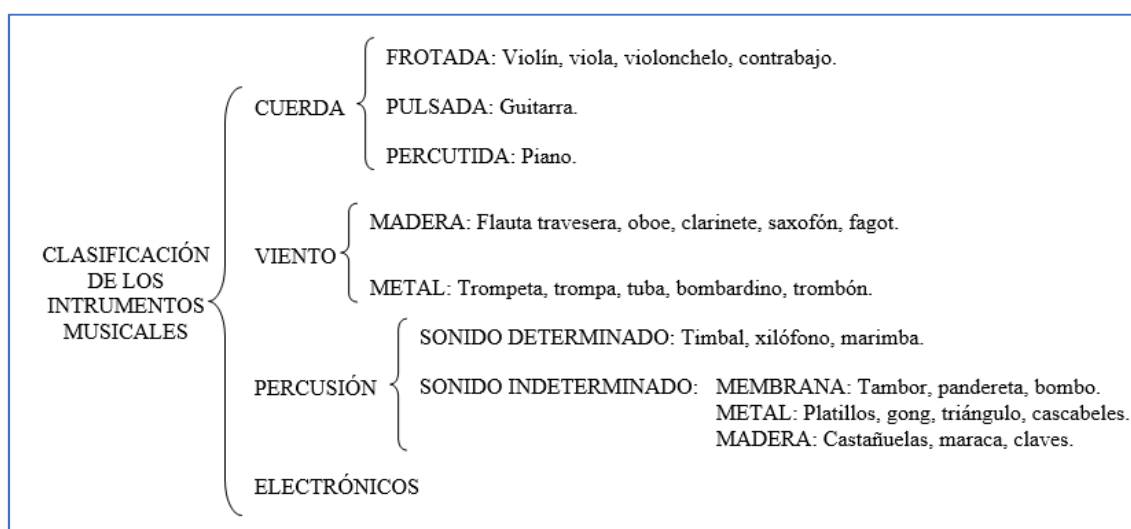 CLASIFICACIÓN
DE LOS
INTRUMENTOS
MUSICALES
CUERDA
FROTADA: Violín, viola, violonchelo, contrabajo.
PULSADA: Guitarra.
PERCUTIDA: Piano.
VIENTO
MADERA: Flauta travesera, oboe, clarinete, saxofón, fagot.
METAL: Trompeta, trompa, tuba, bombardino, trombón.
PERCUSIÓN
SONIDO DETERMINADO: Timbal, xilófono, marimba.
SONIDO INDETERMINADO: MEMBRANA: Tambor, pandereta, bombo.
METAL: Platillos, gong, triángulo, cascabeles.
MADERA: Castañuelas, maraca, claves.
ELECTRÓNICOS